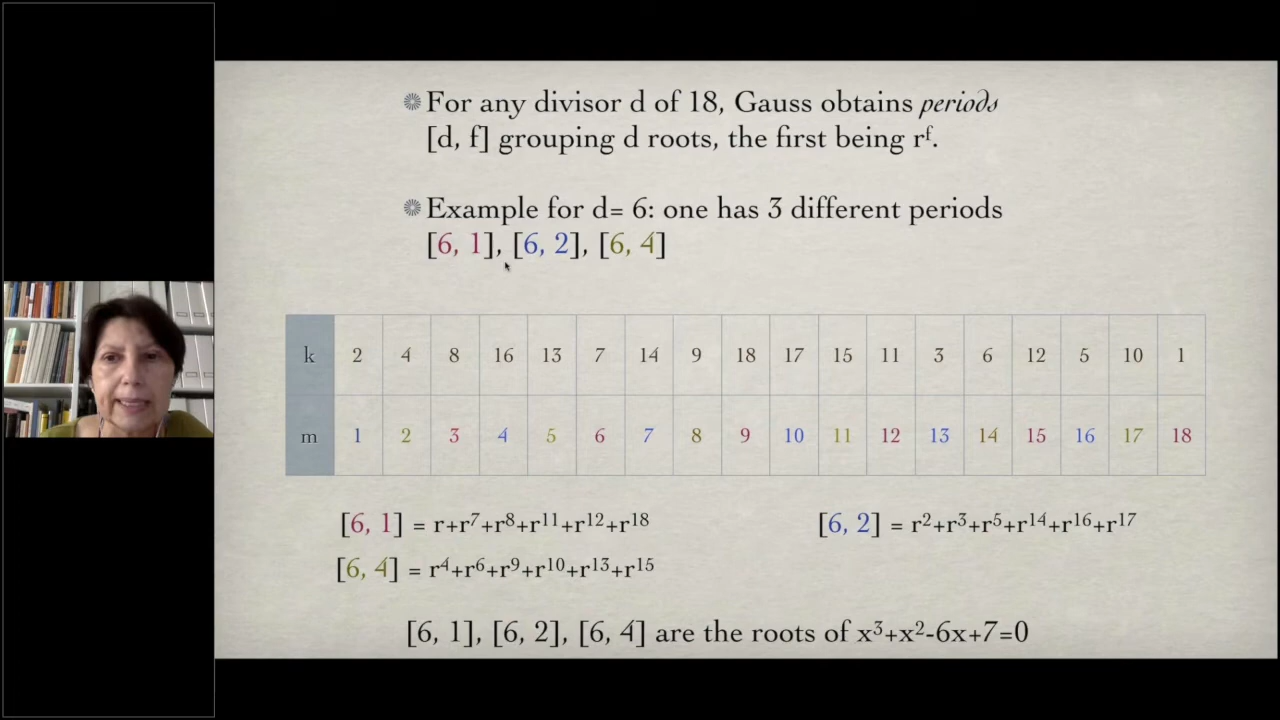 For any divisor d of 18, Gauss obtains periods
[d, f] grouping d roots, the first being rᶠ.
Example for d= 6: one has 3 different periods
[6, 1], [6, 2], [6, 4]
k 2 4 8 16 13 7 14 9 18 17 15 11 3 6 12 5 10 1
m 1 2 3 4 5 6 7 8 9 10 11 12 13 14 15 16 17 18
[6, 1] = r+r⁷+r⁸+r¹¹+r¹²+r¹⁸ [6, 2] = r²+r³+r⁵+r¹⁴+r¹⁶+r¹⁷
[6, 4] = r⁴+r⁶+r⁹+r¹⁰+r¹³+r¹⁵
[6, 1], [6, 2], [6, 4] are the roots of x³+x²-6x+7=0